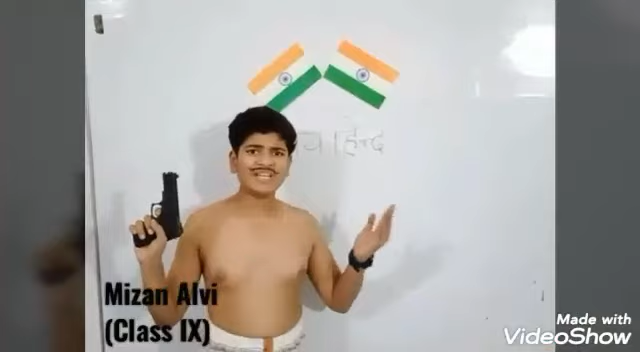 य हिन्द
Mizan Alvi
(Class IX)
Made with
VideoShow